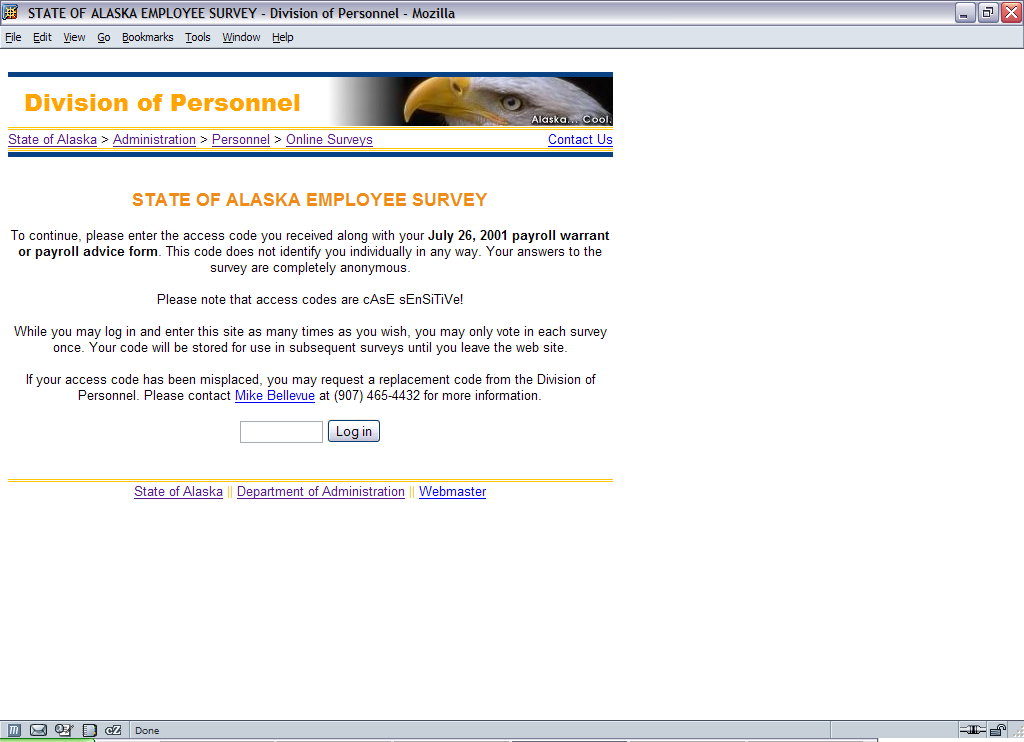 STATE OF ALASKA EMPLOYEE SURVEY - Division of Personnel - Mozilla
File Edit View Go Bookmarks Tools Window Help
Division of Personnel
Alaska... Cool.
State of Alaska > Administration > Personnel > Online Surveys Contact Us
STATE OF ALASKA EMPLOYEE SURVEY
To continue, please enter the access code you received along with your July 26, 2001 payroll warrant
or payroll advice form. This code does not identify you individually in any way. Your answers to the
survey are completely anonymous.
Please note that access codes are cAsE sEnSiTiVe!
While you may log in and enter this site as many times as you wish, you may only vote in each survey
once. Your code will be stored for use in subsequent surveys until you leave the web site.
If your access code has been misplaced, you may request a replacement code from the Division of
Personnel. Please contact Mike Bellevue at (907) 465-4432 for more information.
Log in
State of Alaska || Department of Administration || Webmaster
cZ Done